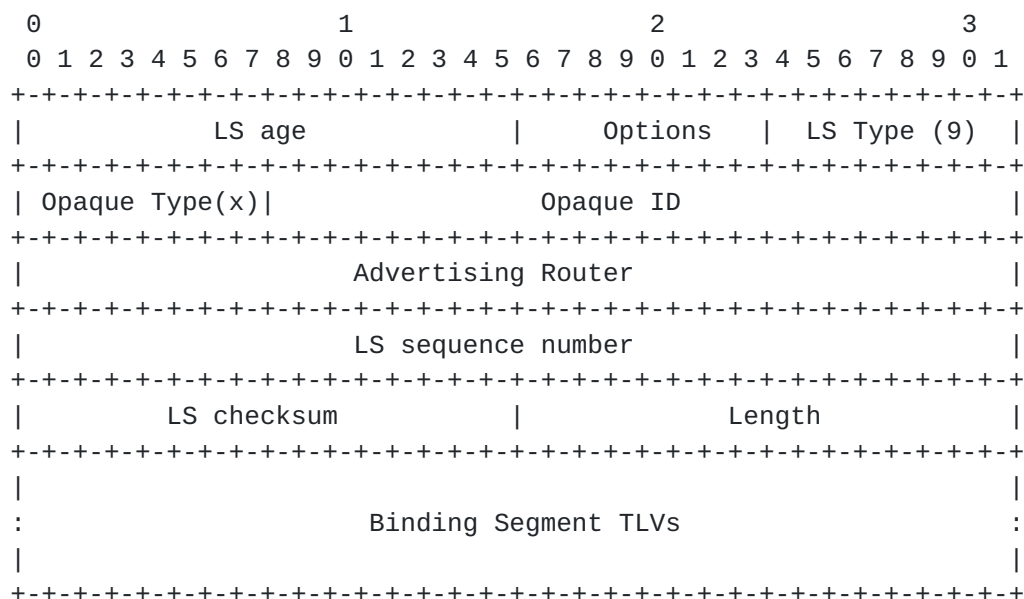 0                   1                   2                   3
 0 1 2 3 4 5 6 7 8 9 0 1 2 3 4 5 6 7 8 9 0 1 2 3 4 5 6 7 8 9 0 1
+-+-+-+-+-+-+-+-+-+-+-+-+-+-+-+-+-+-+-+-+-+-+-+-+-+-+-+-+-+-+-+-+
|            LS age             |     Options   |  LS Type (9)  |
+-+-+-+-+-+-+-+-+-+-+-+-+-+-+-+-+-+-+-+-+-+-+-+-+-+-+-+-+-+-+-+-+
| Opaque Type(x)|                 Opaque ID                     |
+-+-+-+-+-+-+-+-+-+-+-+-+-+-+-+-+-+-+-+-+-+-+-+-+-+-+-+-+-+-+-+-+
|                     Advertising Router                        |
+-+-+-+-+-+-+-+-+-+-+-+-+-+-+-+-+-+-+-+-+-+-+-+-+-+-+-+-+-+-+-+-+
|                     LS sequence number                        |
+-+-+-+-+-+-+-+-+-+-+-+-+-+-+-+-+-+-+-+-+-+-+-+-+-+-+-+-+-+-+-+-+
|         LS checksum           |             Length            |
+-+-+-+-+-+-+-+-+-+-+-+-+-+-+-+-+-+-+-+-+-+-+-+-+-+-+-+-+-+-+-+-+
|                                                               |
:                      Binding Segment TLVs                     :
|                                                               |
+-+-+-+-+-+-+-+-+-+-+-+-+-+-+-+-+-+-+-+-+-+-+-+-+-+-+-+-+-+-+-+-+